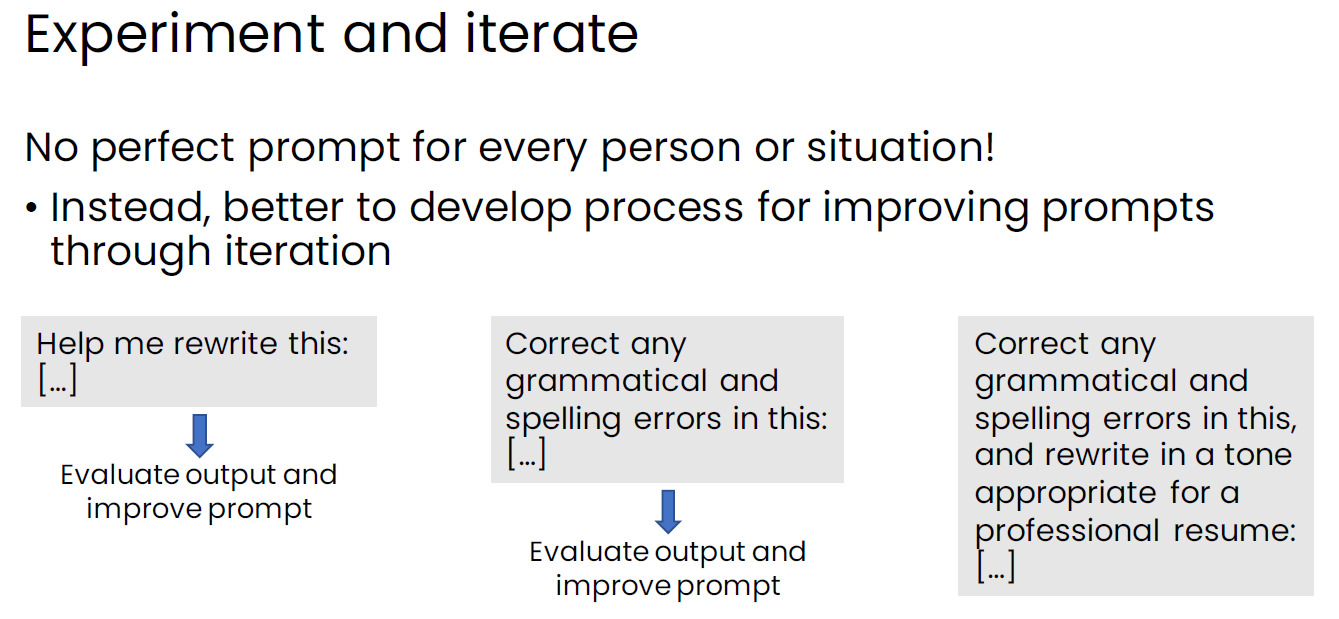 Experiment and iterate
No perfect prompt for every person or situation!
• Instead, better to develop process for improving prompts
through iteration
Help me rewrite this:
[...]
Evaluate output and
improve prompt
Correct any
grammatical and
spelling errors in this:
[...]
Evaluate output and
improve prompt
Correct any
grammatical and
spelling errors in this,
and rewrite in a tone
appropriate for a
professional resume:
[...]